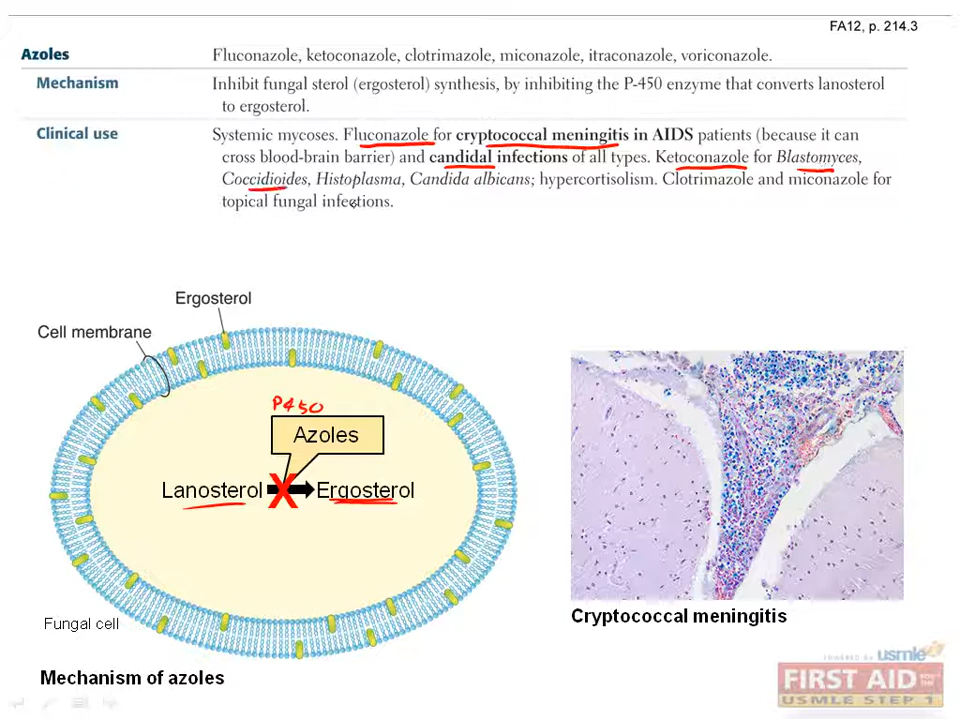 FA12, p. 214.3
Azoles
Fluconazole, ketoconazole, clotrimazole, miconazole, itraconazole, voriconazole.
Mechanism
Inhibit fungal sterol (ergosterol) synthesis, by inhibiting the P-450 enzyme that converts lanosterol
to ergosterol.
Clinical use
Systemic mycoses. Fluconazole for cryptococcal meningitis in AIDS patients (because it can
cross blood-brain barrier) and candidal infections of all types. Ketoconazole for Blastomyces,
Coccidioides, Histoplasma, Candida albicans; hypercortisolism. Clotrimazole and miconazole for
topical fungal infections.
Ergosterol
Cell membrane
P450
Azoles
Lanosterol X Ergosterol
Fungal cell
Cryptococcal meningitis
Mechanism of azoles
POWERED BY usmle
FIRST AID FOR THE
USMLE STEP 1